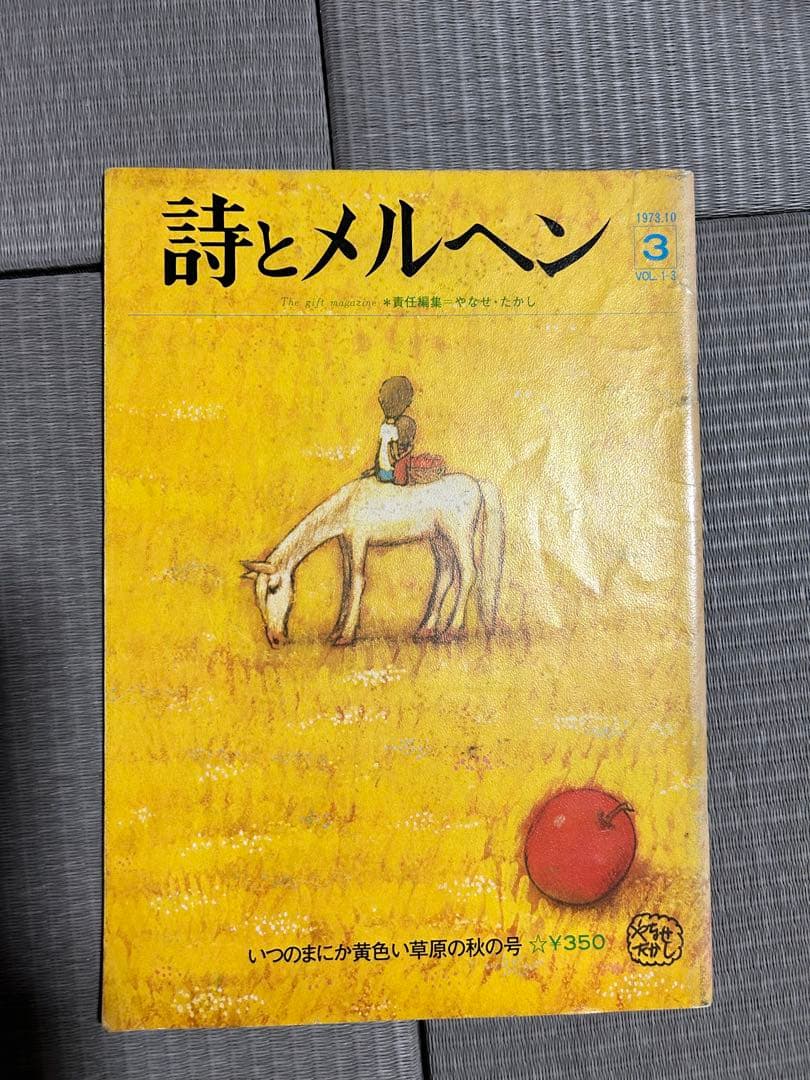 詩とメルヘン
1973.10
3
VOL.1-3
The gift magazine *責任編集=やなせ・たかし
いつのまにか黄色い草原の秋の号 ☆¥350
やなせ
たかし